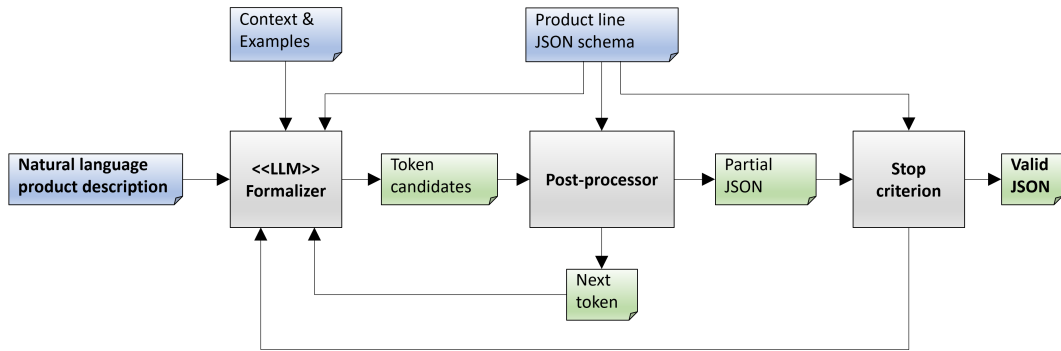 Context &
Examples
Product line
JSON schema
Natural language
product description
<<LLM>>
Formalizer
Token
candidates
Post-processor
Partial
JSON
Stop
criterion
Valid
JSON
Next
token